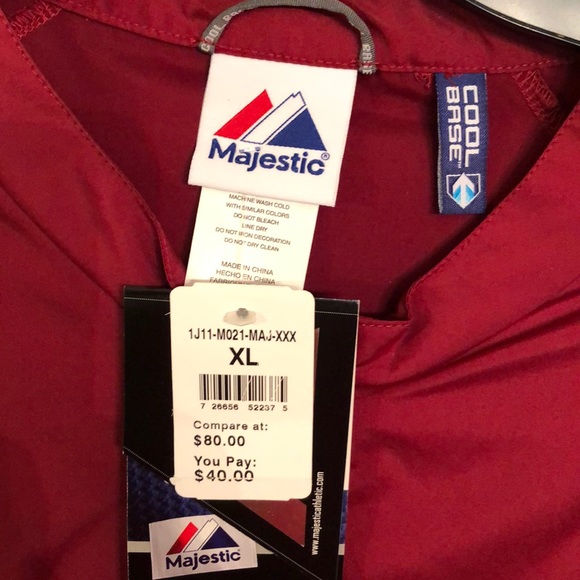 COOL
Majestic®
COOL
BASE™
MACHINE WASH COLD
WITH SIMILAR COLORS
DO NOT BLEACH
LINE DRY
DO NOT IRON DECORATION
DO NOT DRY CLEAN
MADE IN CHINA
HECHO EN CHINA
1J11-M021-MAJ-XXX
XL
7 26656 52237 5
Compare at:
$80.00
You Pay:
$40.00
www.majesticathletic.com
Majestic